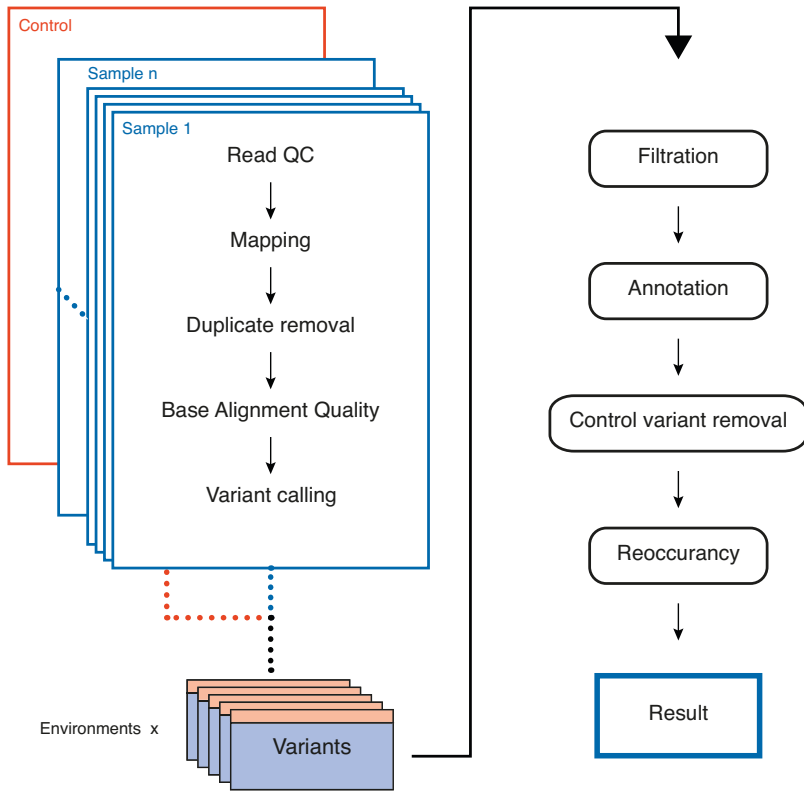 Control
Sample n
Sample 1
Read QC
Mapping
Duplicate removal
Base Alignment Quality
Variant calling
Environments x
Variants
Filtration
Annotation
Control variant removal
Reoccurancy
Result